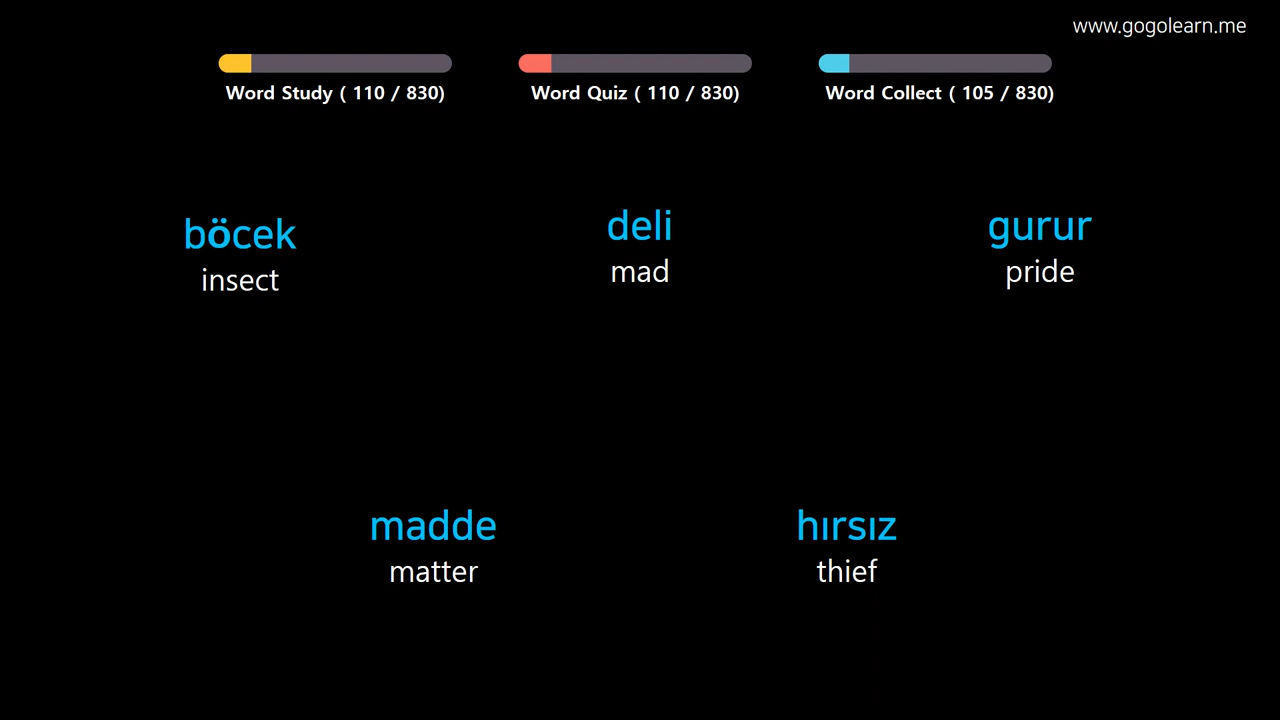 www.gogolearn.me
Word Study ( 110 / 830)
Word Quiz ( 110 / 830)
Word Collect ( 105 / 830)
böcek
insect
deli
mad
gurur
pride
madde
matter
hırsız
thief